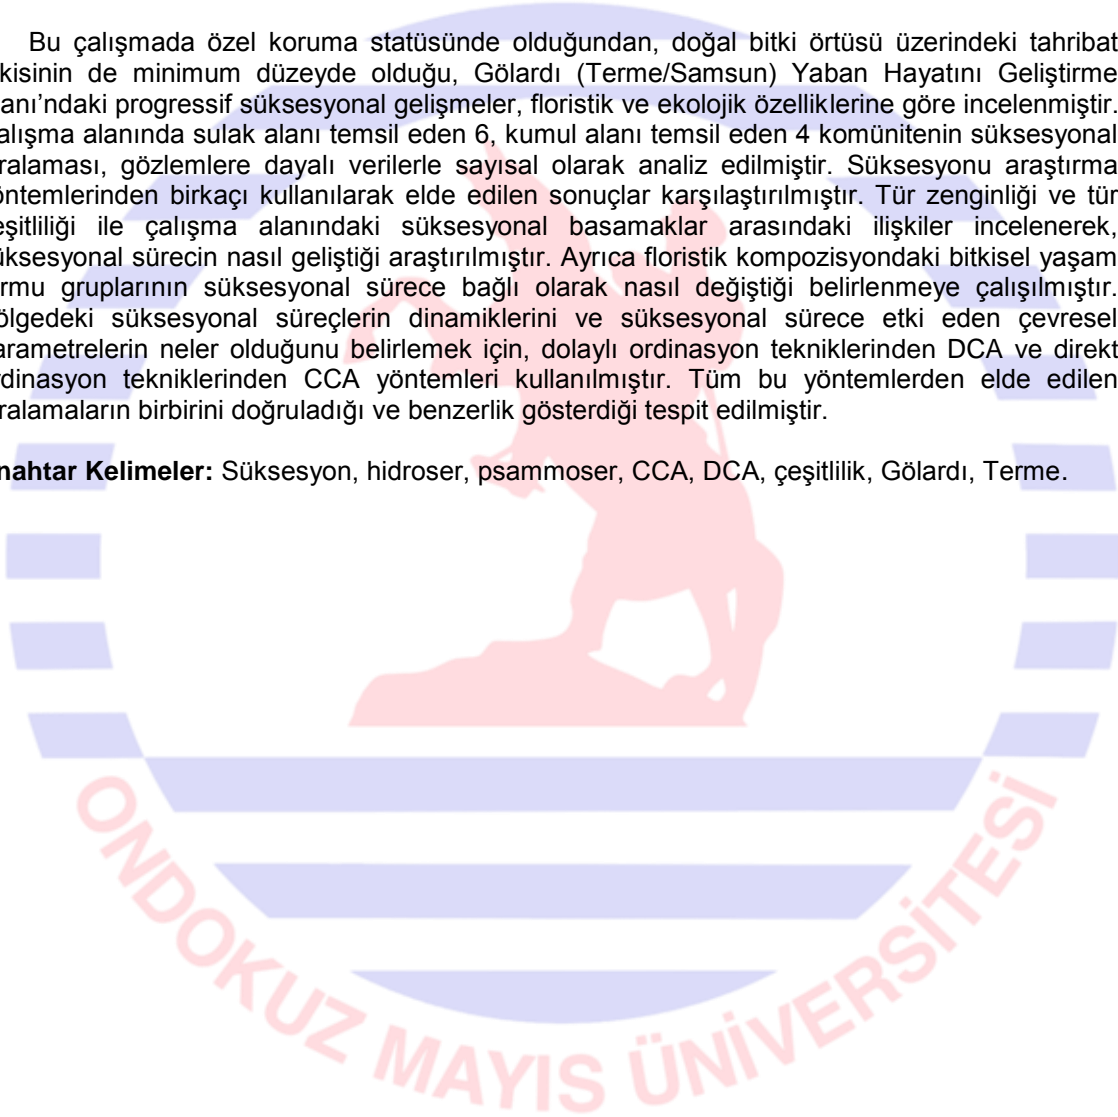 Bu çalışmada özel koruma statüsünde olduğundan, doğal bitki örtüsü üzerindeki tahribat
kisinin de minimum düzeyde olduğu, Gölardı (Terme/Samsun) Yaban Hayatını Geliştirme
anı’ndaki progressif süksesyonal gelişmeler, floristik ve ekolojik özelliklerine göre incelenmiştir.
alışma alanında sulak alanı temsil eden 6, kumul alanı temsil eden 4 komünitenin süksesyonal
ralaması, gözlemlere dayalı verilerle sayısal olarak analiz edilmiştir. Süksesyonu araştırma
öntemlerinden birkaçı kullanılarak elde edilen sonuçlar karşılaştırılmıştır. Tür zenginliği ve tür
eşitliliği ile çalışma alanındaki süksesyonal basamaklar arasındaki ilişkiler incelenerek,
üksesyonal sürecin nasıl geliştiği araştırılmıştır. Ayrıca floristik kompozisyondaki bitkisel yaşam
rmu gruplarının süksesyonal sürece bağlı olarak nasıl değiştiği belirlenmeye çalışılmıştır.
ölgedeki süksesyonal süreçlerin dinamiklerini ve süksesyonal sürece etki eden çevresel
arametrelerin neler olduğunu belirlemek için, dolaylı ordinasyon tekniklerinden DCA ve direkt
rdinasyon tekniklerinden CCA yöntemleri kullanılmıştır. Tüm bu yöntemlerden elde edilen
ralamaların birbirini doğruladığı ve benzerlik gösterdiği tespit edilmiştir.
nahtar Kelimeler: Süksesyon, hidroser, psammoser, CCA, DCA, çeşitlilik, Gölardı, Terme.
ONDOKUZ MAYIS ÜNİVERSİTESİ